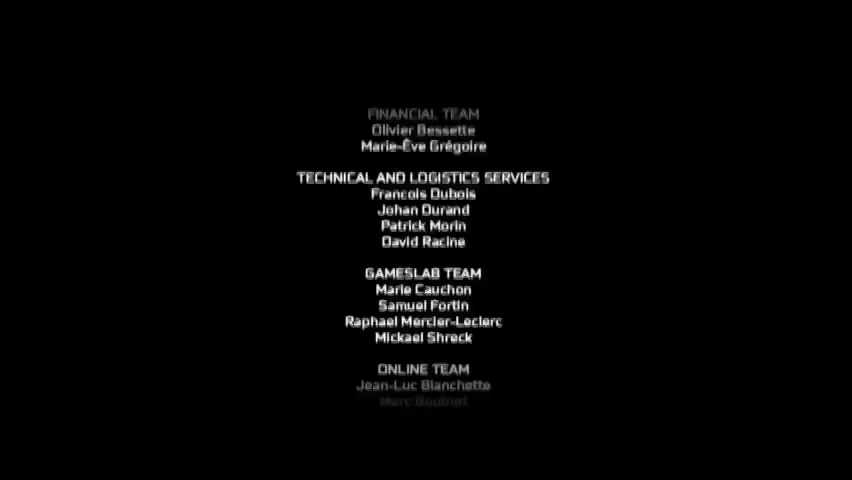 FINANCIAL TEAM
Olivier Bessette
Marie-Ève Grégoire
TECHNICAL AND LOGISTICS SERVICES
Francois Dubois
Johan Durand
Patrick Morin
David Racine
GAMESLAB TEAM
Marie Cauchon
Samuel Fortin
Raphael Mercier-Leclerc
Mickael Shreck
ONLINE TEAM
Jean-Luc Blanchette
Marc